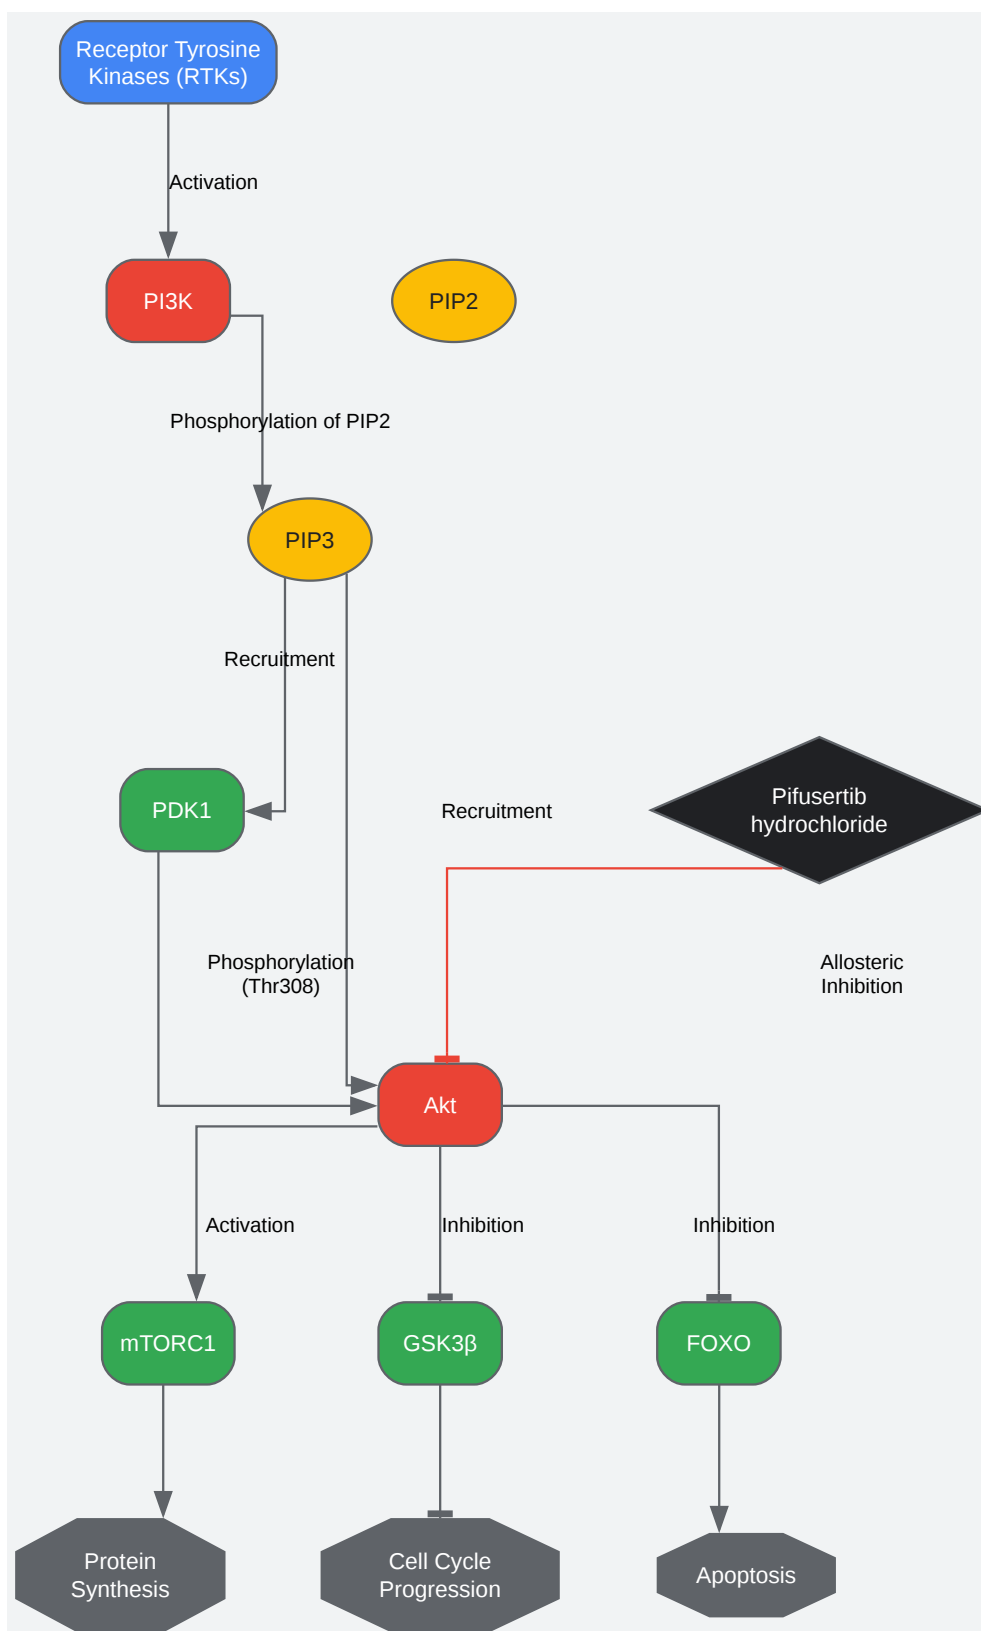 Receptor Tyrosine
Kinases (RTKs)
Activation
PI3K
PIP2
Phosphorylation of PIP2
PIP3
Recruitment
PDK1
Recruitment
Pifusertib
hydrochloride
Phosphorylation
(Thr308)
Allosteric
Inhibition
Akt
Activation
Inhibition
Inhibition
mTORC1
GSK3β
FOXO
Protein
Synthesis
Cell Cycle
Progression
Apoptosis